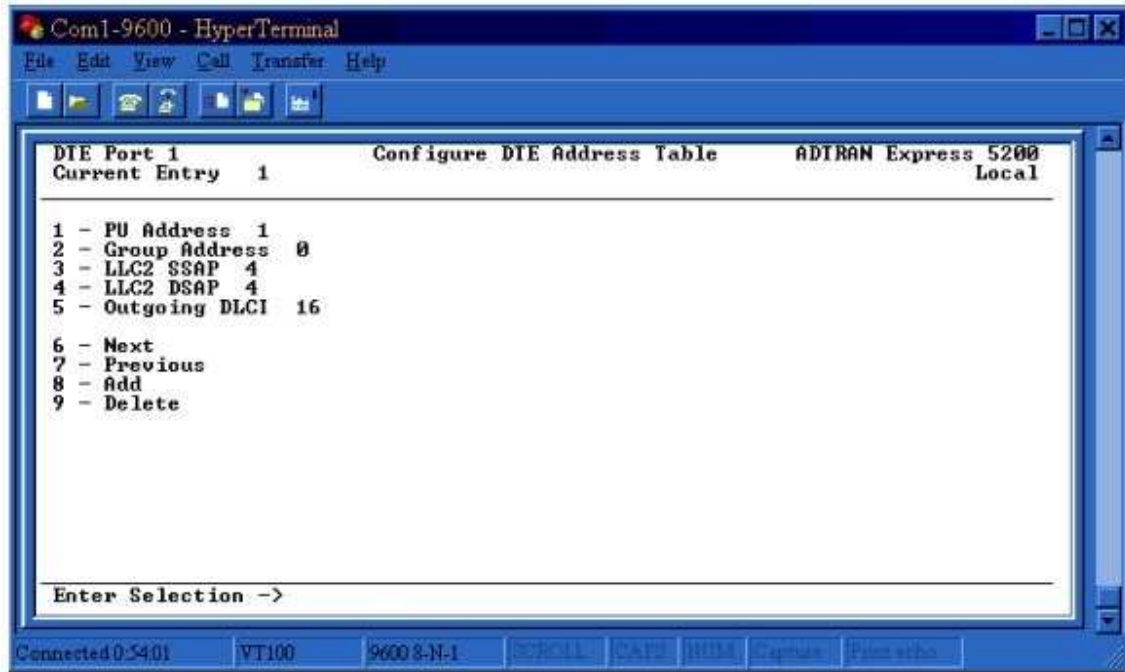 Com1-9600 - HyperTerminal
File Edit View Call Transfer Help
DTE Port 1 Configure DTE Address Table ADTRAN Express 5200
Current Entry 1 Local
1 - PU Address 1
2 - Group Address 0
3 - LLC2 SSAP 4
4 - LLC2 DSAP 4
5 - Outgoing DLCI 16
6 - Next
7 - Previous
8 - Add
9 - Delete
Enter Selection ->
Connected 0:54:01 VT100 9600 8-N-1 SCROLL CAPS NUM Capture Print echo